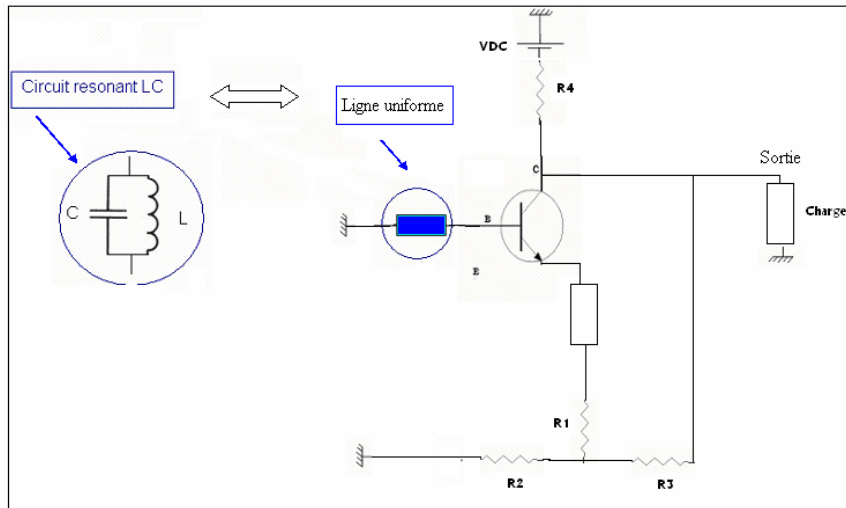 Circuit resonant LC
Ligne uniforme
VDC
R4
C
L
B
C
E
Sortie
Charge
R1
R2
R3